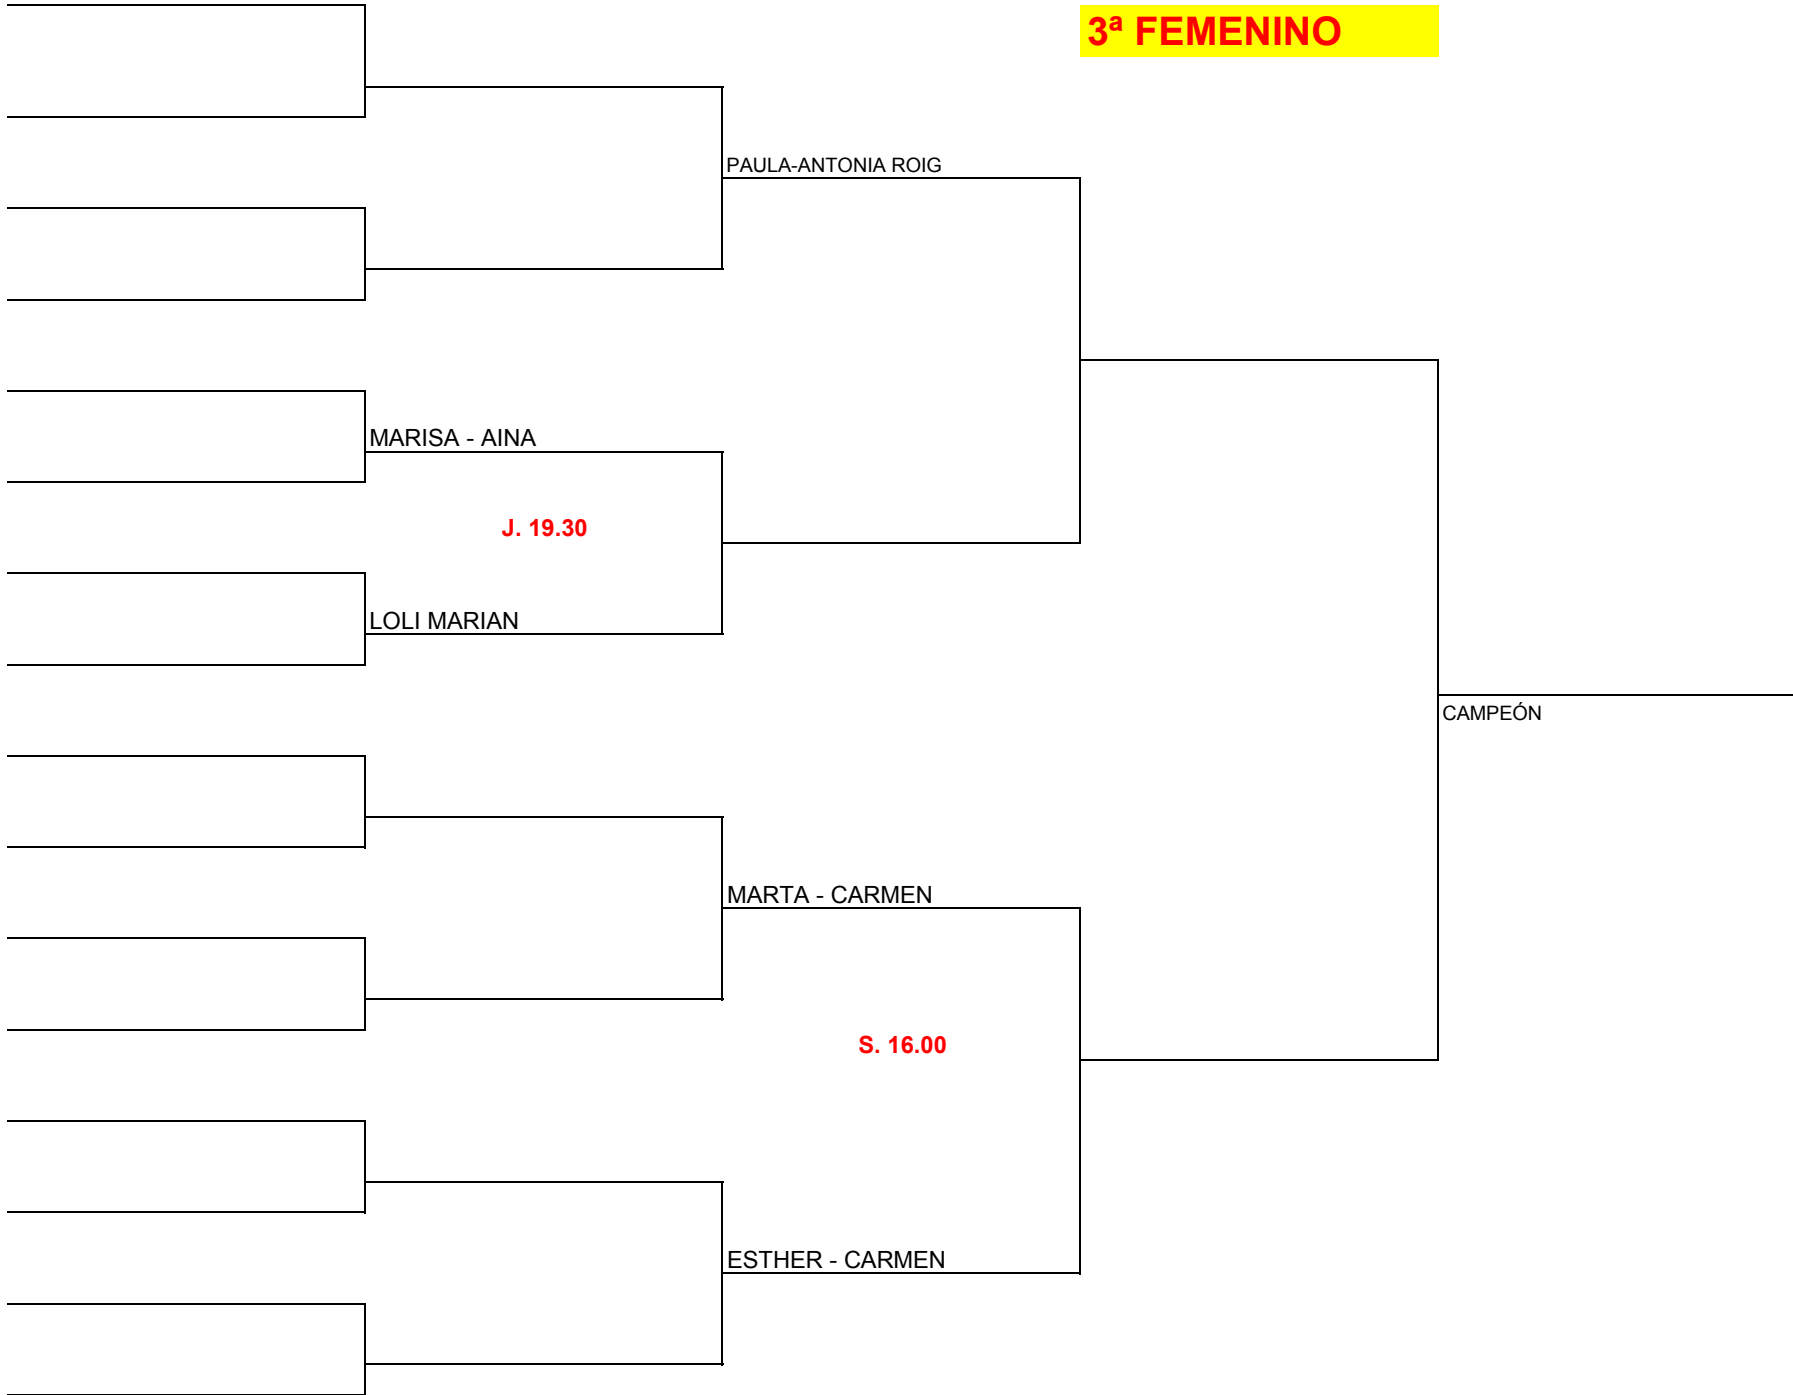 3ª FEMENINO
PAULA-ANTONIA ROIG
MARISA - AINA
J. 19.30
LOLI MARIAN
CAMPEÓN
MARTA - CARMEN
S. 16.00
ESTHER - CARMEN